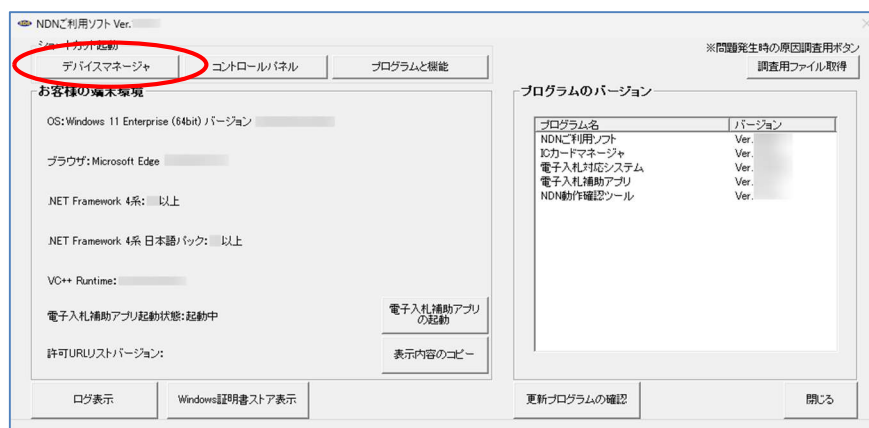 NDNご利用ソフト Ver.
ショートカット起動
※問題発生時の原因調査用ボタン
デバイスマネージャ
コントロールパネル
プログラムと機能
調査用ファイル取得
お客様の端末環境
プログラムのバージョン
OS:Windows 11 Enterprise (64bit) バージョン
ブラウザ:Microsoft Edge
.NET Framework 4系: 以上
.NET Framework 4系 日本語パック: 以上
VC++ Runtime:
電子入札補助アプリ起動状態:起動中
電子入札補助アプリ
の起動
許可URLリストバージョン:
表示内容のコピー
プログラム名 バージョン
NDNご利用ソフト Ver.
ICカードマネージャ Ver.
電子入札対応システム Ver.
電子入札補助アプリ Ver.
NDN動作確認ツール Ver.
ログ表示
Windows証明書ストア表示
更新プログラムの確認
閉じる